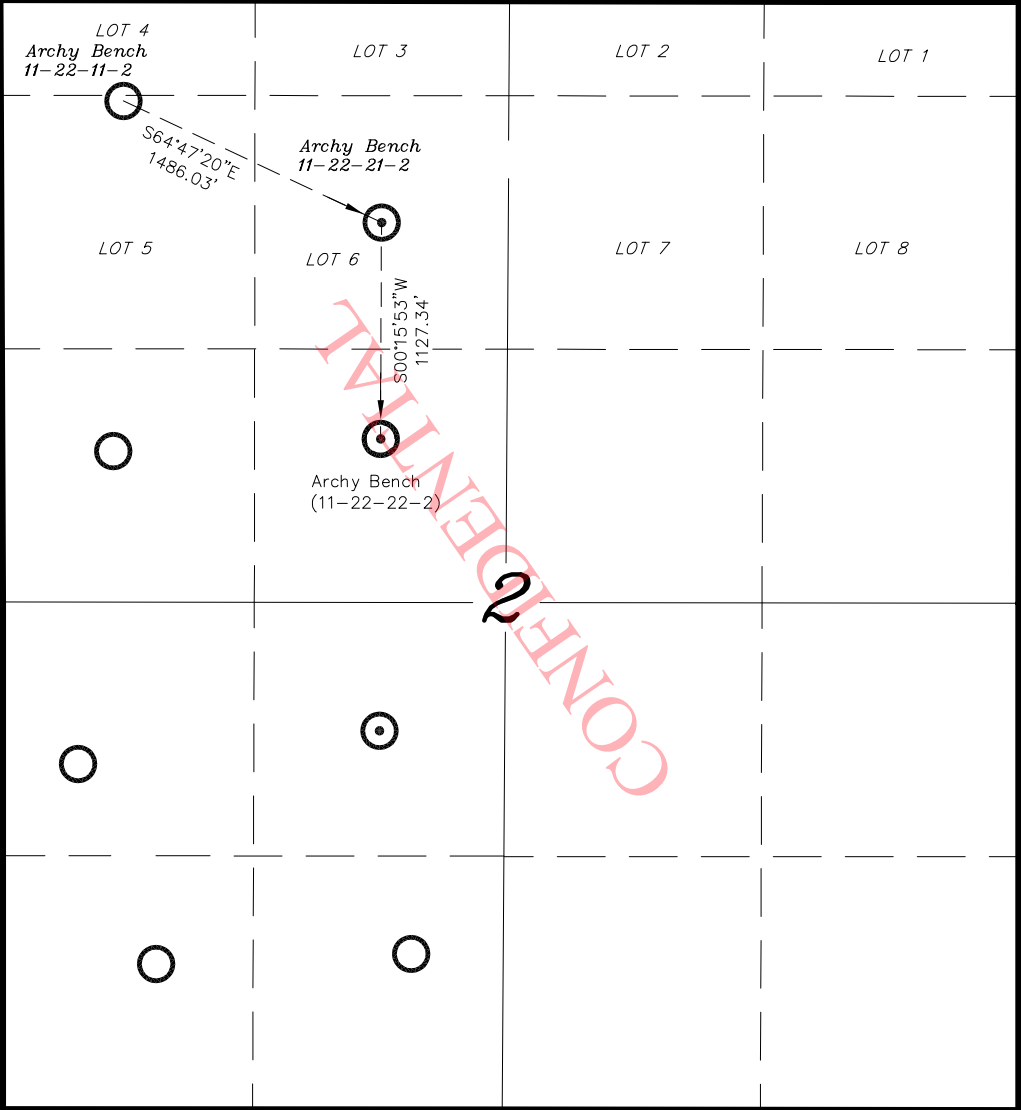 LOT 4
Archy Bench
11-22-11-2
LOT 3
LOT 2
LOT 1
S64°47'20"E
1486.03'
Archy Bench
11-22-21-2
LOT 5
LOT 6
LOT 7
LOT 8
S00°15'53"W
1127.34'
Archy Bench
(11-22-22-2)
2
CONFIDENTIAL